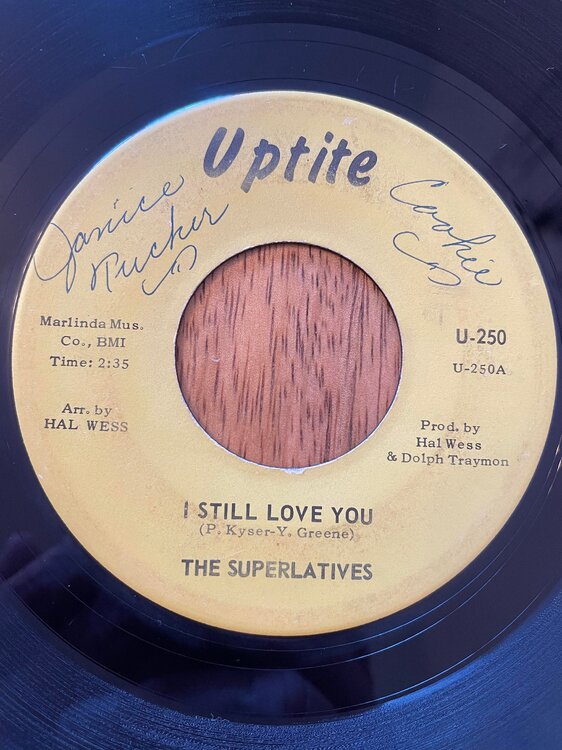 Uptite
Janice
Rucker
Cookie
Marlinda Mus.
Co., BMI
Time: 2:35
Arr. by
HAL WESS
U-250
U-250A
Prod. by
Hal Wess
& Dolph Traymon
I STILL LOVE YOU
(P. Kyser-Y. Greene)
THE SUPERLATIVES